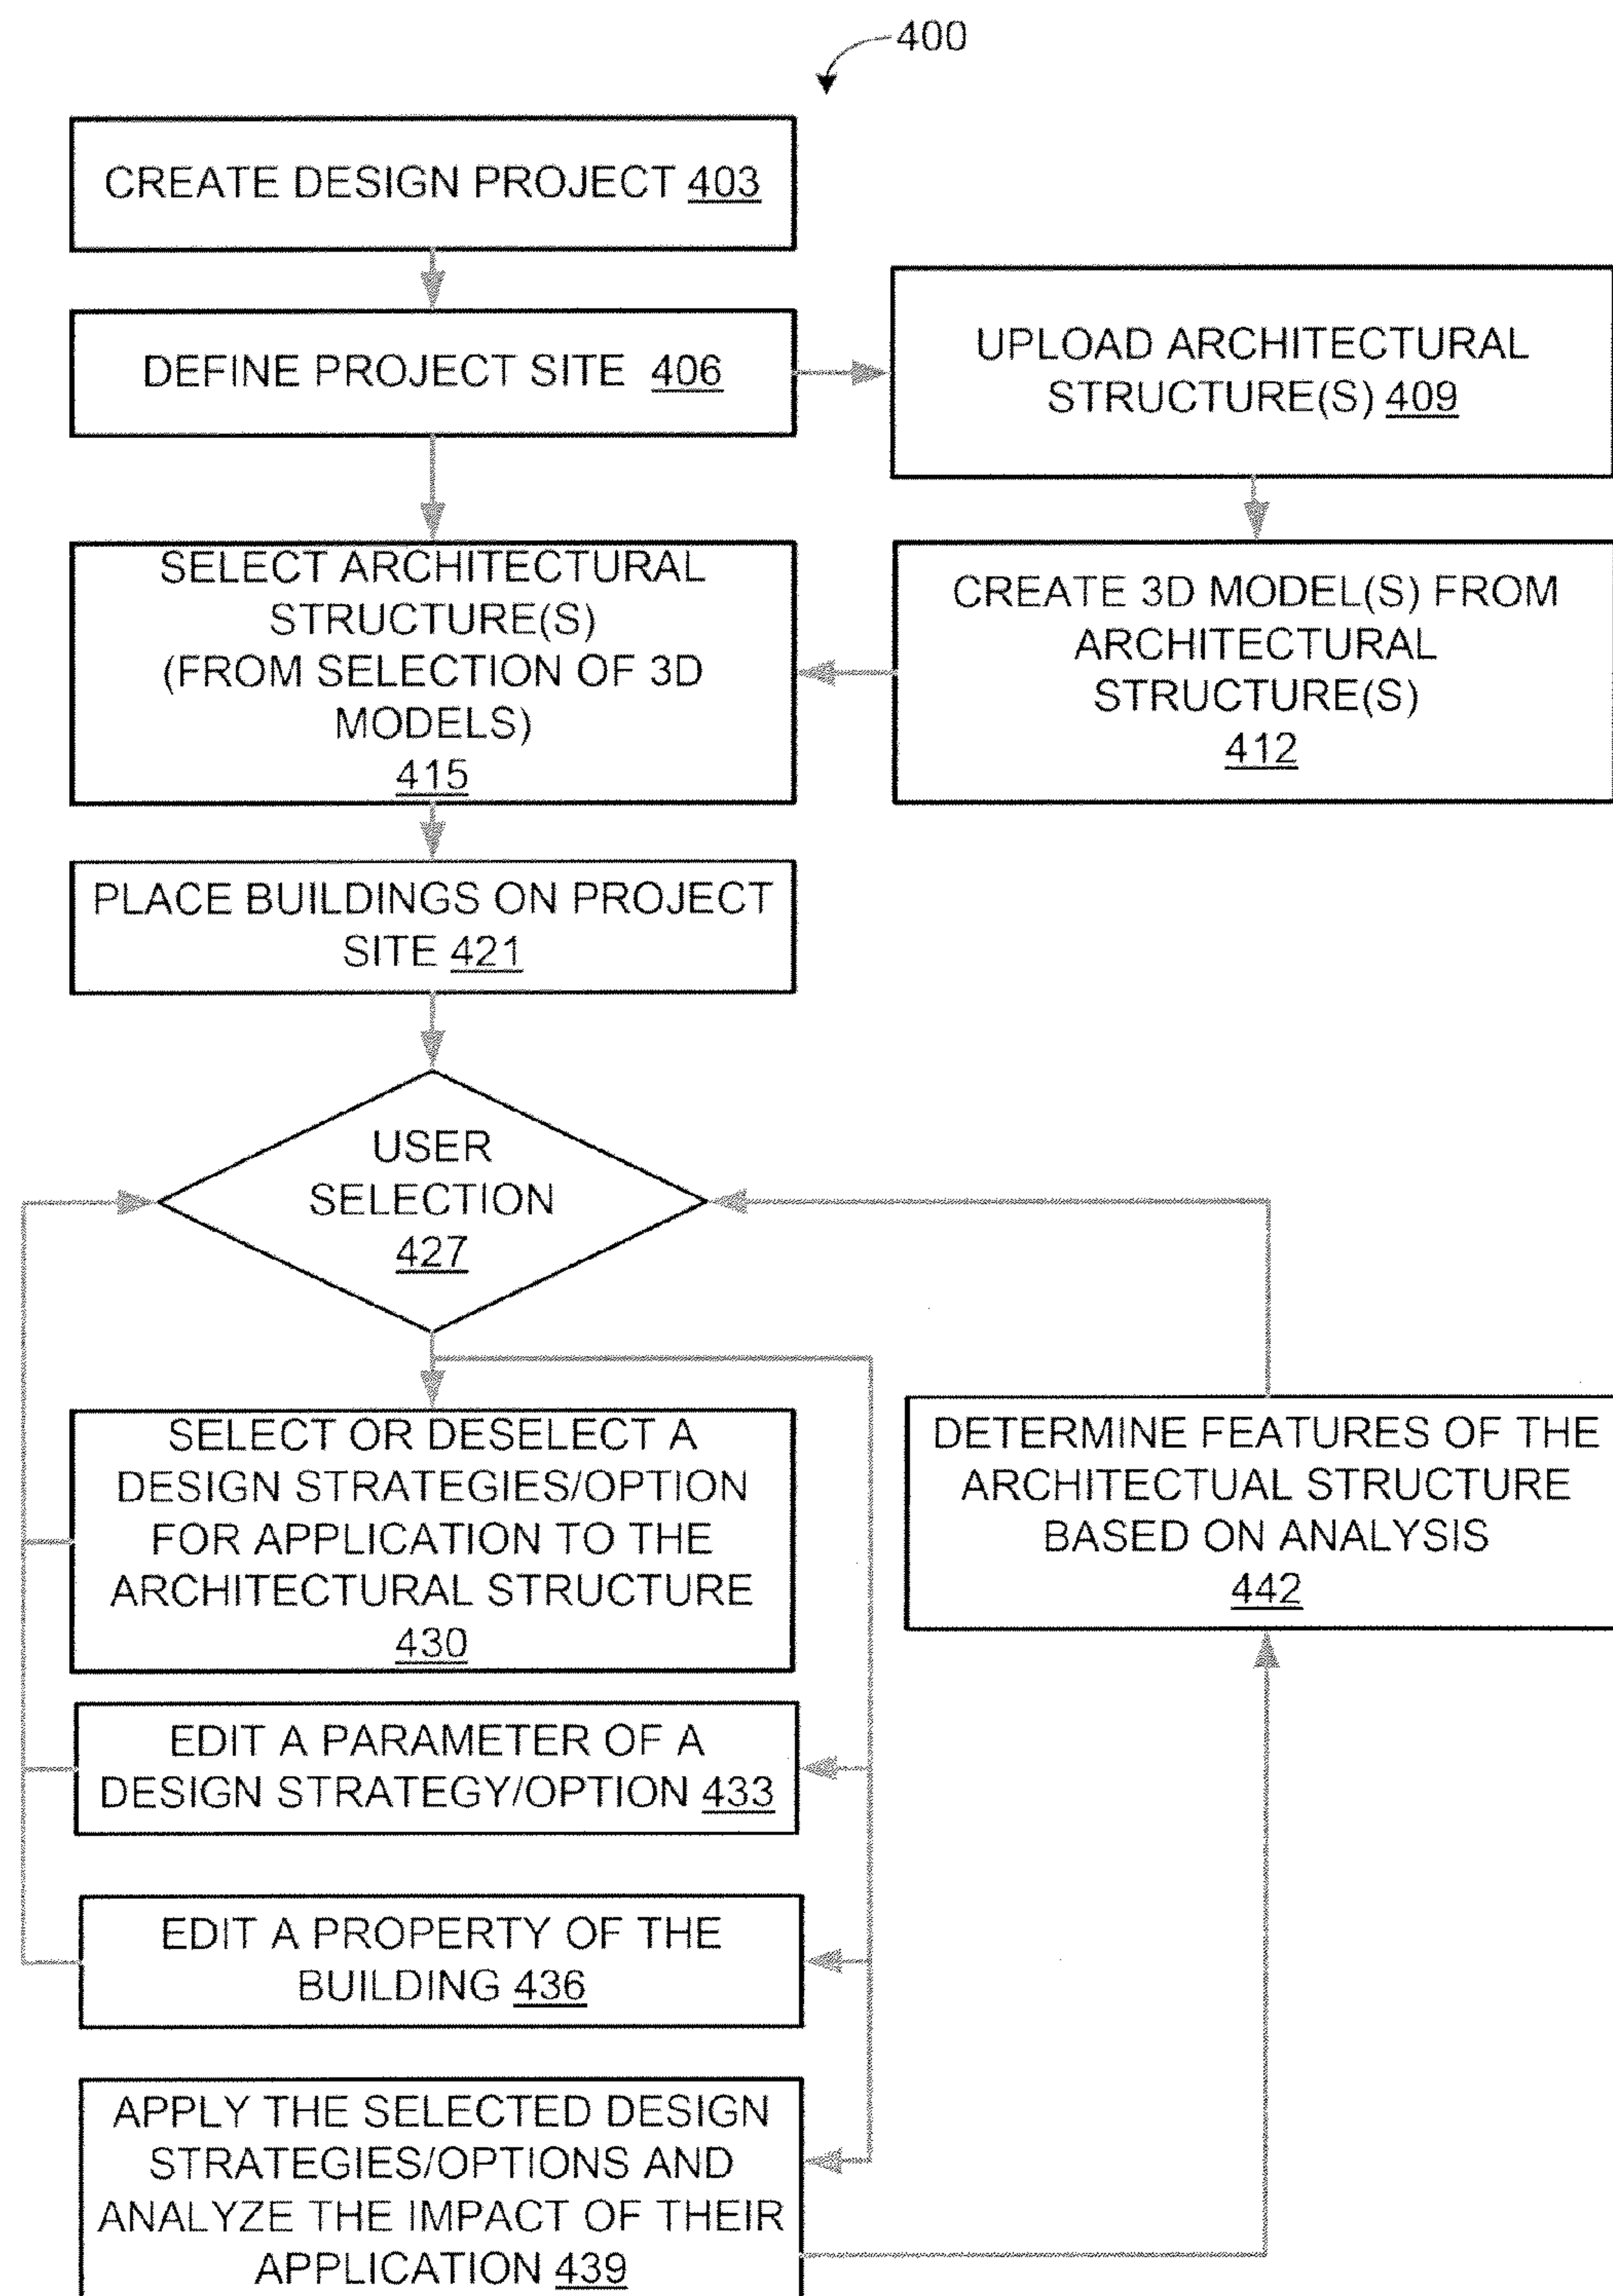 400
CREATE DESIGN PROJECT 403
DEFINE PROJECT SITE 406
UPLOAD ARCHITECTURAL
STRUCTURE(S) 409
SELECT ARCHITECTURAL
STRUCTURE(S)
(FROM SELECTION OF 3D
MODELS)
415
CREATE 3D MODEL(S) FROM
ARCHITECTURAL
STRUCTURE(S)
412
PLACE BUILDINGS ON PROJECT
SITE 421
USER
SELECTION
427
SELECT OR DESELECT A
DESIGN STRATEGIES/OPTION
FOR APPLICATION TO THE
ARCHITECTURAL STRUCTURE
430
DETERMINE FEATURES OF THE
ARCHITECTUAL STRUCTURE
BASED ON ANALYSIS
442
EDIT A PARAMETER OF A
DESIGN STRATEGY/OPTION 433
EDIT A PROPERTY OF THE
BUILDING 436
APPLY THE SELECTED DESIGN
STRATEGIES/OPTIONS AND
ANALYZE THE IMPACT OF THEIR
APPLICATION 439